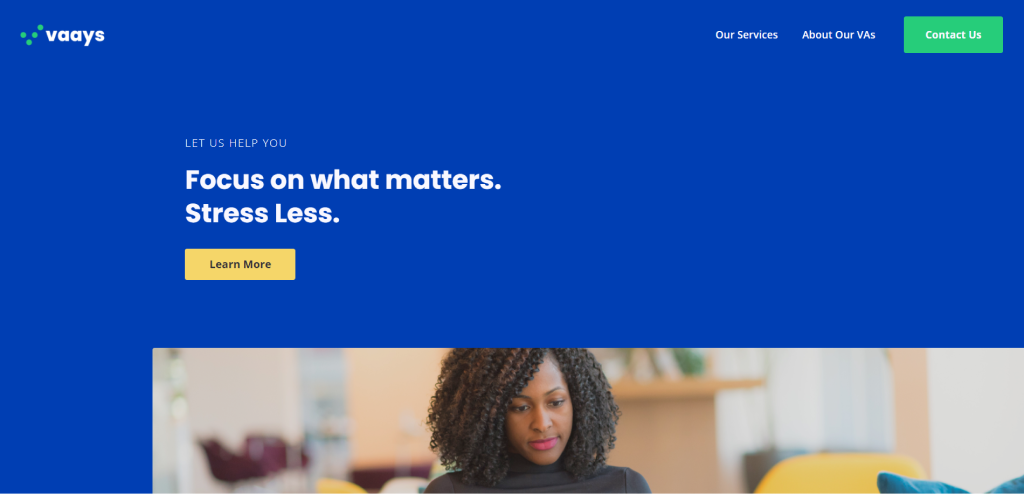 vaays
Our Services
About Our VAs
Contact Us
LET US HELP YOU
Focus on what matters.
Stress Less.
Learn More